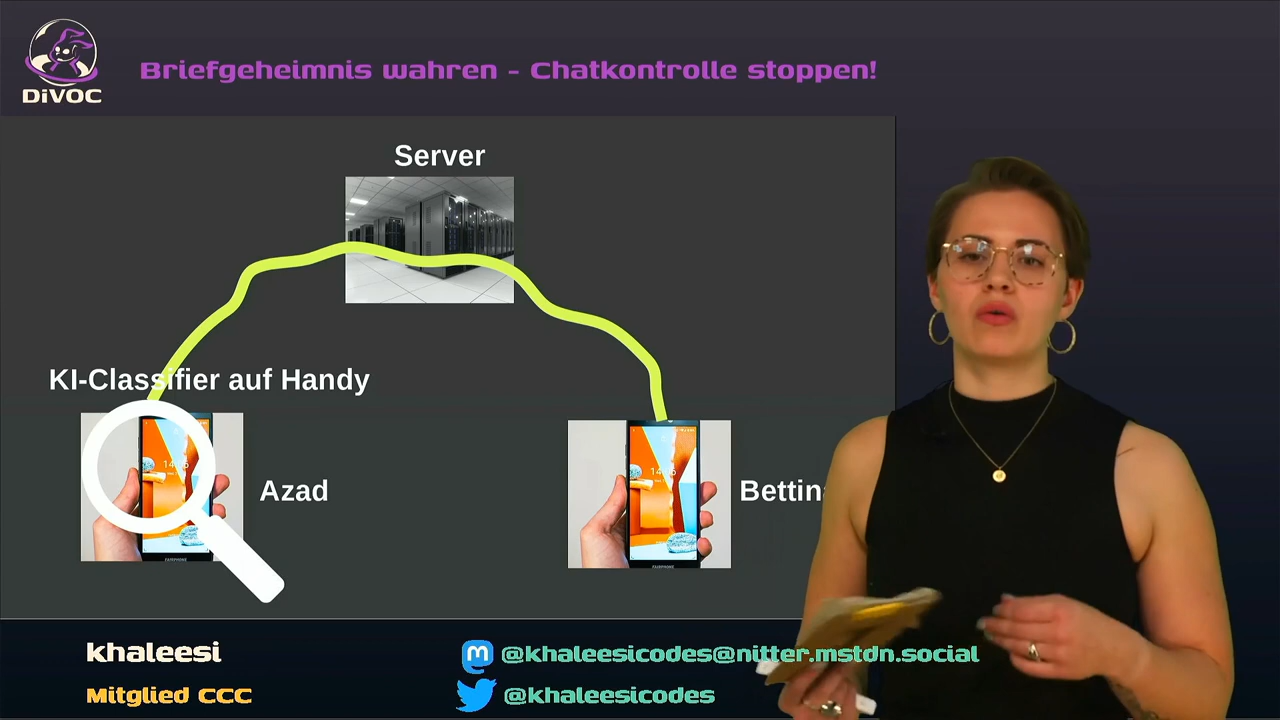 DiVOC
Briefgeheimnis wahren - Chatkontrolle stoppen!
Server
KI-Classifier auf Handy
Azad
Bettin
khaleesi
@khaleesicodes@nitter.mstdn.social
Mitglied CCC
@khaleesicodes